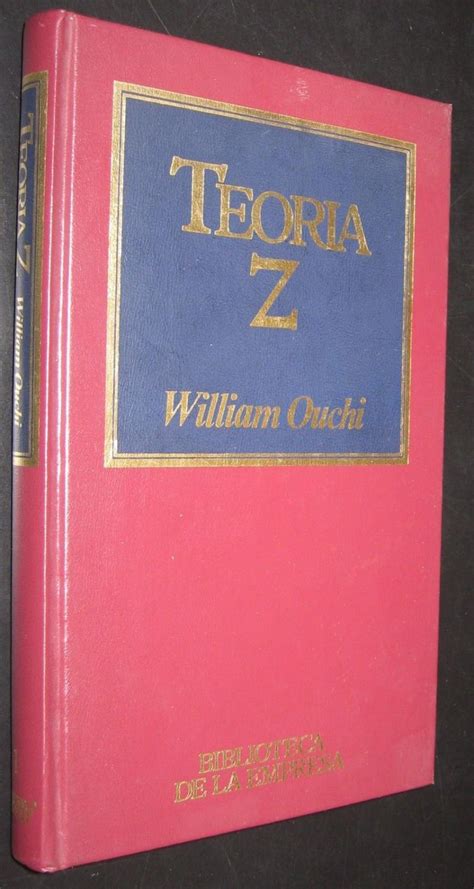 TEORIA
Z
William Ouchi
BIBLIOTECA
DE LA EMPRESA
TEORIA Z William Ouchi